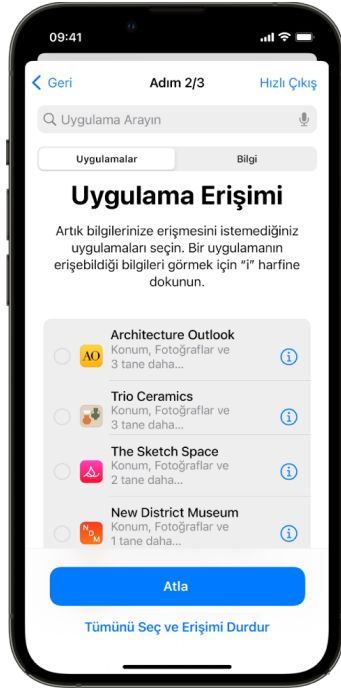 09:41
Geri
Adım 2/3
Hızlı Çıkış
Uygulama Arayın
Uygulamalar
Bilgi
Uygulama Erişimi
Artık bilgilerinize erişmesini istemediğiniz
uygulamaları seçin. Bir uygulamanın
erişebildiği bilgileri görmek için “i” harfine
dokunun.
AO
Architecture Outlook
Konum, Fotoğraflar ve
3 tane daha...
Trio Ceramics
Konum, Fotoğraflar ve
3 tane daha...
The Sketch Space
Konum, Fotoğraflar ve
2 tane daha...
NDM
New District Museum
Konum, Fotoğraflar ve
1 tane daha...
Atla
Tümünü Seç ve Erişimi Durdur